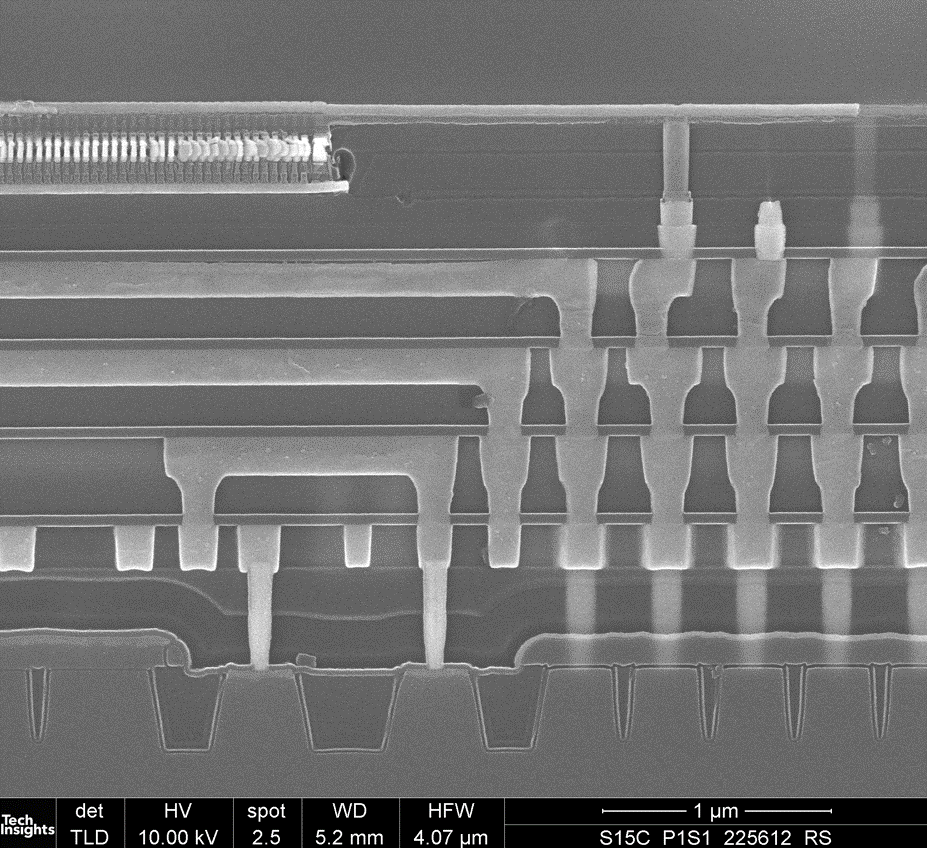 Tech Insights
det HV spot WD HFW 1 µm
TLD 10.00 kV 2.5 5.2 mm 4.07 µm S15C P1S1 225612 RS